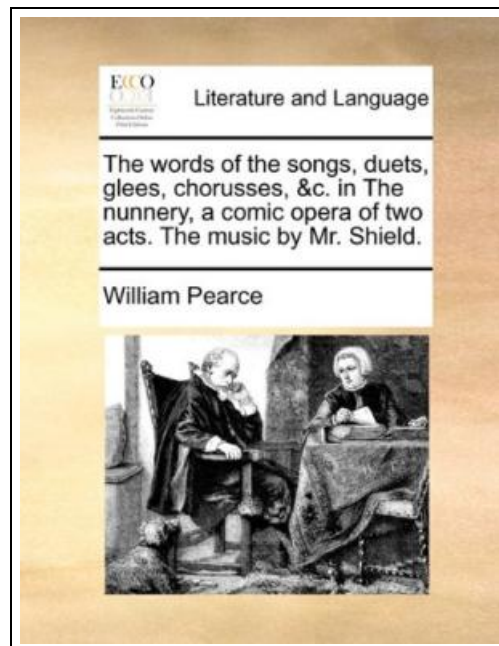 ECCO
Literature and Language
The words of the songs, duets,
glees, chorusses, &c. in The
nunnery, a comic opera of two
acts. The music by Mr. Shield.
William Pearce